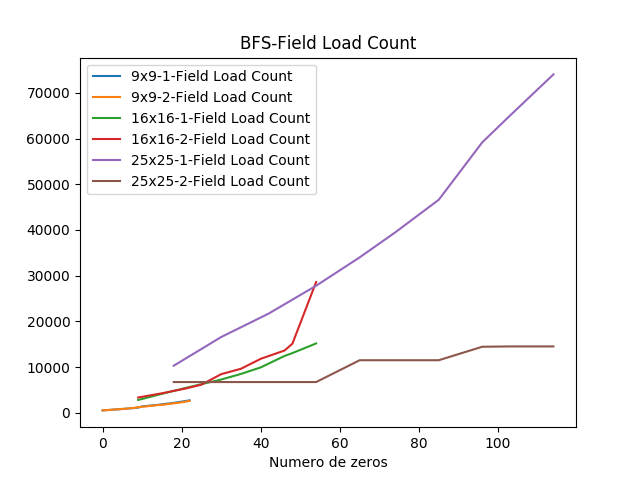 BFS-Field Load Count
9x9-1-Field Load Count
9x9-2-Field Load Count
16x16-1-Field Load Count
16x16-2-Field Load Count
25x25-1-Field Load Count
25x25-2-Field Load Count
70000
60000
50000
40000
30000
20000
10000
0
0 20 40 60 80 100
Numero de zeros